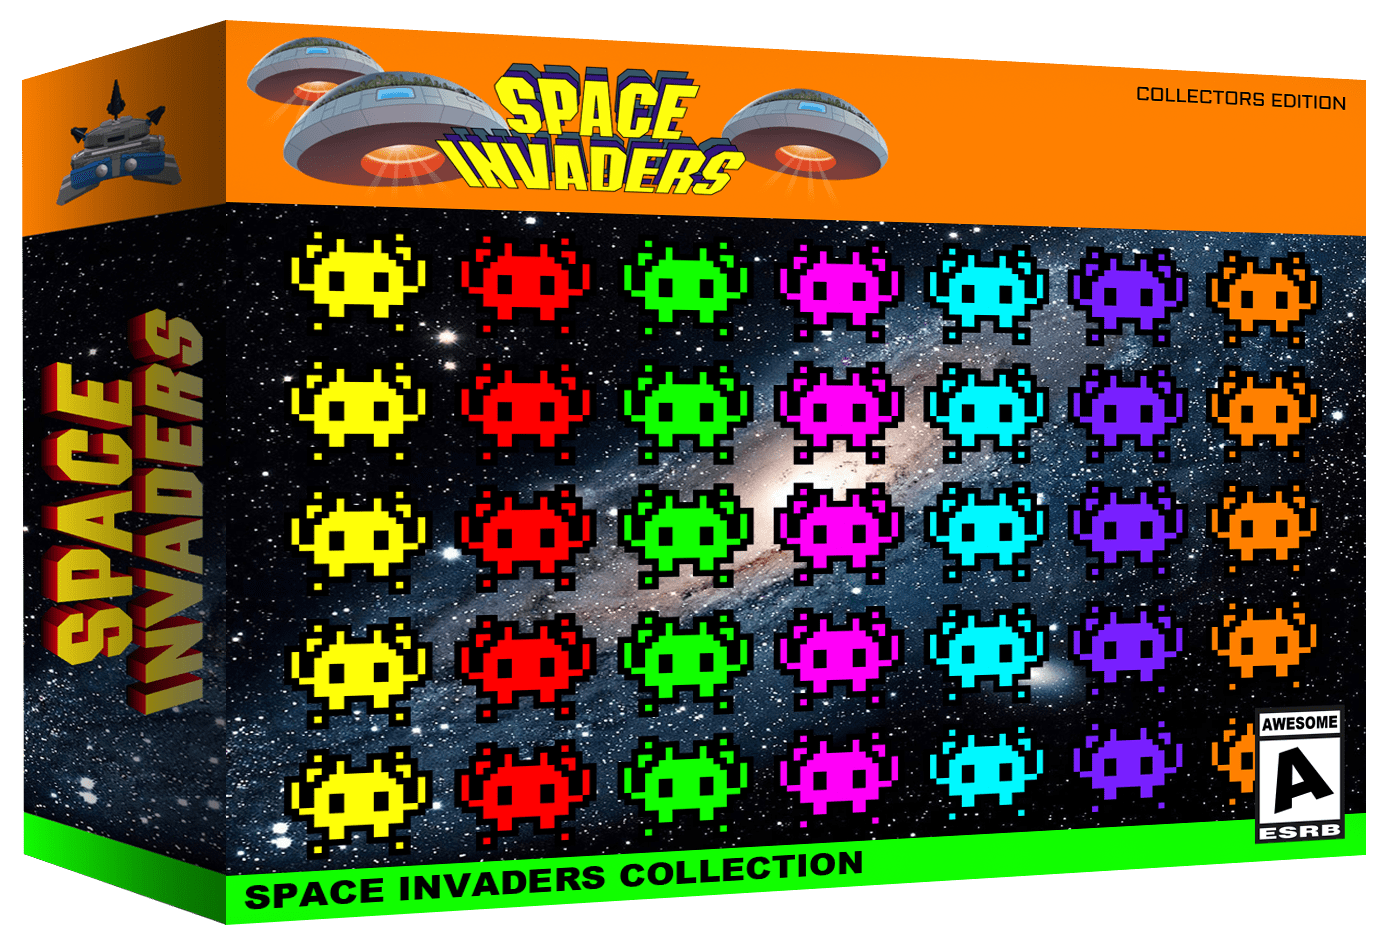 SPACE
INVADERS
COLLECTORS EDITION
SPACE
INVADERS
AWESOME
A
ESRB
SPACE INVADERS COLLECTION